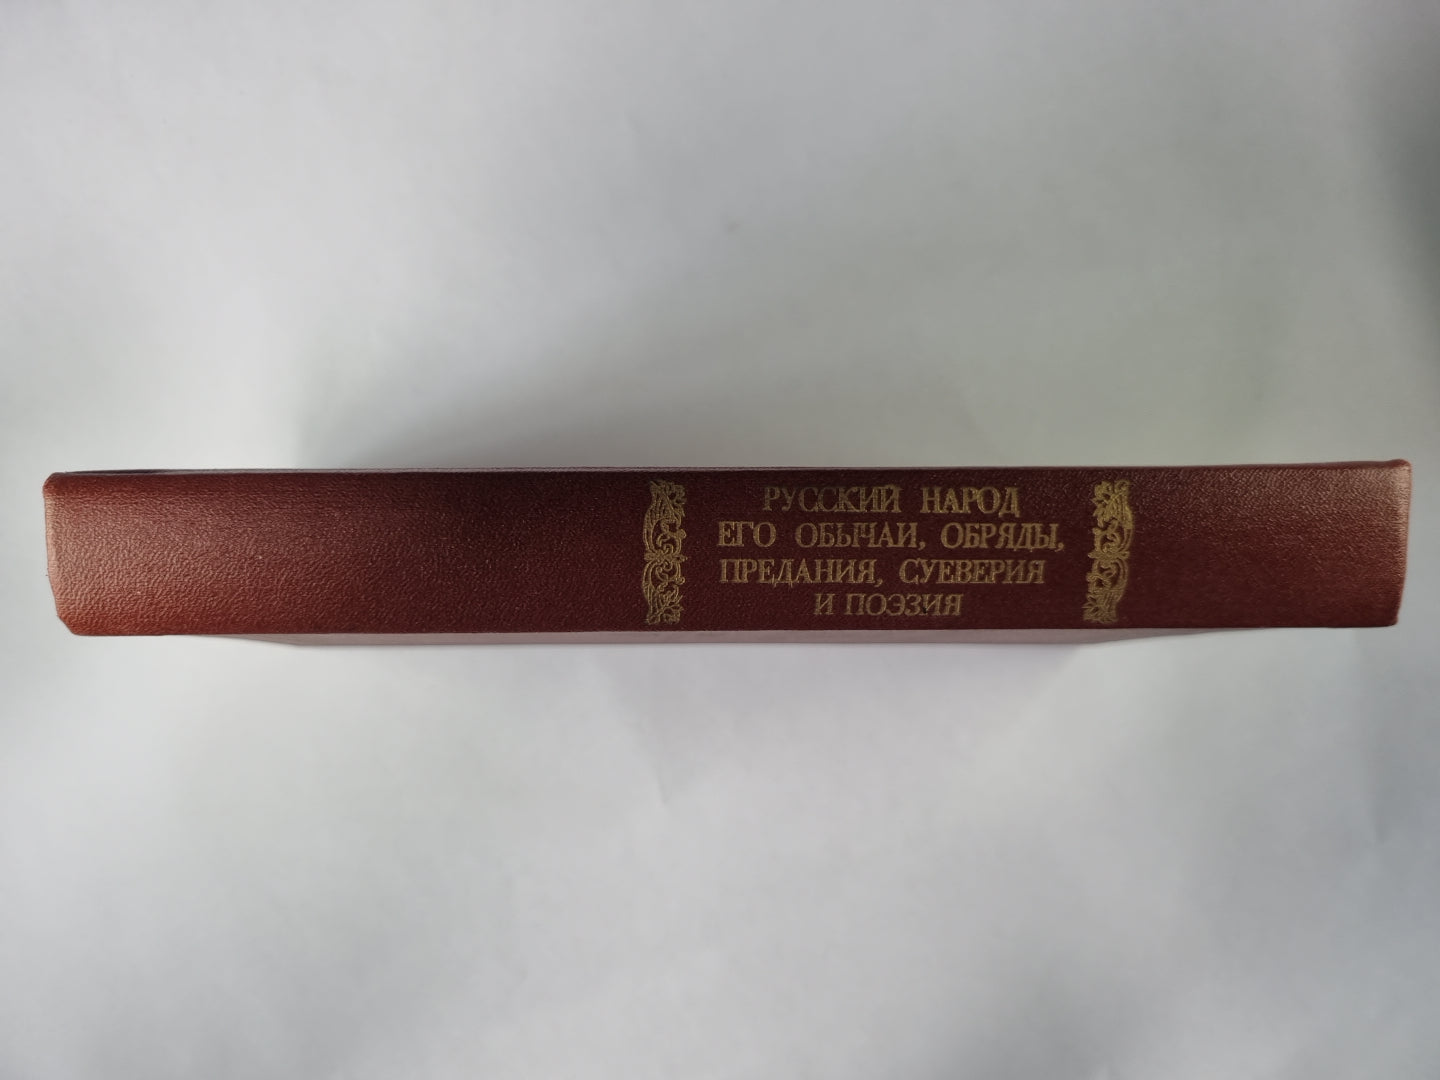 РУССКИЙ НАРОД
ЕГО ОБЫЧАИ, ОБРЯДЫ,
ПРЕДАНИЯ, СУЕВЕРИЯ
И ПОЭЗИЯ